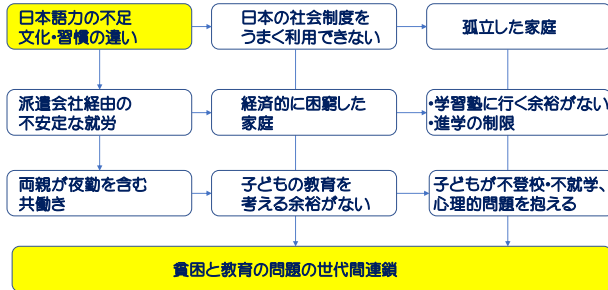 日本語力の不足
文化・習慣の違い
日本の社会制度を
うまく利用できない
孤立した家庭
派遣会社経由の
不安定な就労
経済的に困窮した
家庭
・学習塾に行く余裕がない
・進学の制限
両親が夜勤を含む
共働き
子どもの教育を
考える余裕がない
子どもが不登校・不就学、
心理的問題を抱える
貧困と教育の問題の世代間連鎖